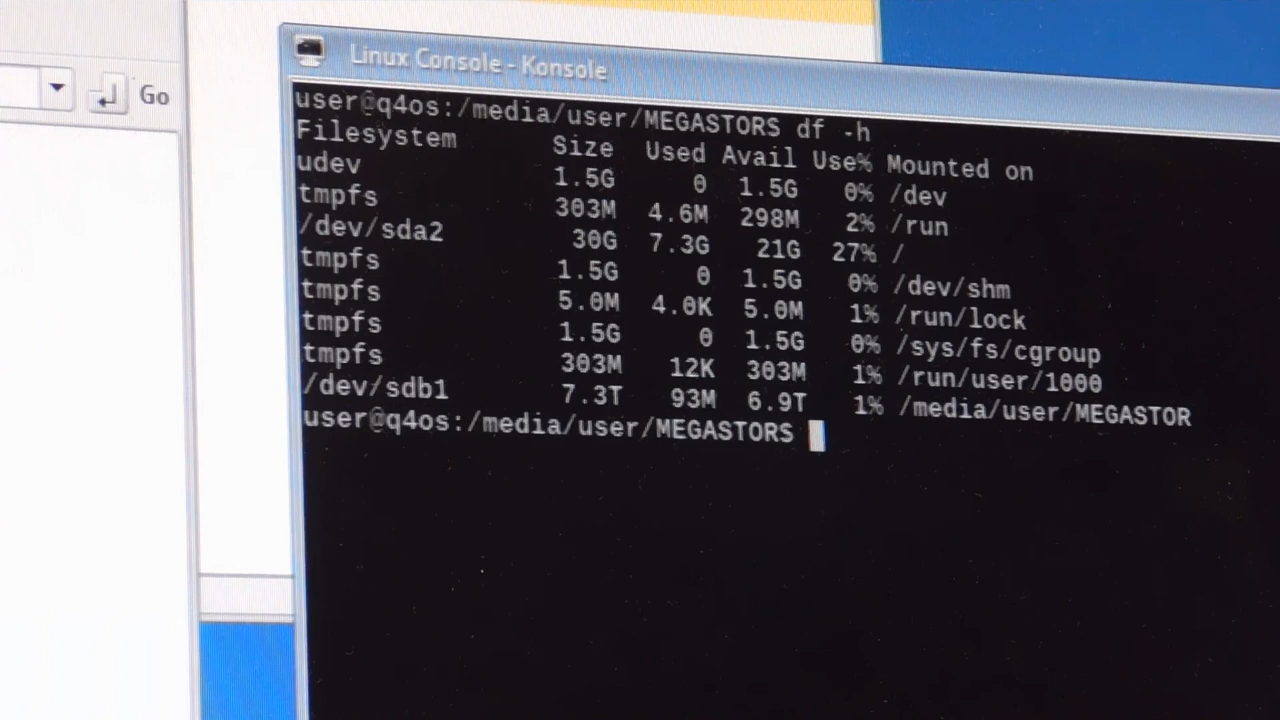 Linux Console - Konsole
Go
user@q4os:/media/user/MEGASTORS df -h
Filesystem Size Used Avail Use% Mounted on
udev 1.5G 0 1.5G 0% /dev
tmpfs 303M 4.6M 298M 2% /run
/dev/sda2 30G 7.3G 21G 27% /
tmpfs 1.5G 0 1.5G 0% /dev/shm
tmpfs 5.0M 4.0K 5.0M 1% /run/lock
tmpfs 1.5G 0 1.5G 0% /sys/fs/cgroup
tmpfs 303M 12K 303M 1% /run/user/1000
/dev/sdb1 7.3T 93M 6.9T 1% /media/user/MEGASTOR
user@q4os:/media/user/MEGASTORS